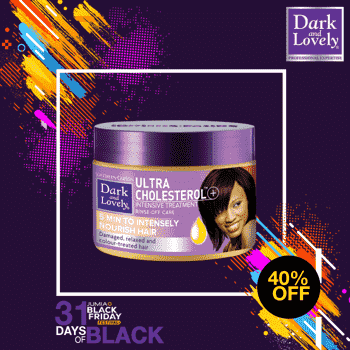 Dark
and
Lovely
PROFESSIONAL EXPERTISE
Dark
and
Lovely
ULTRA
CHOLESTEROL+
INTENSIVE TREATMENT
RINSE-OFF CARE
5 MIN TO INTENSELY
NOURISH HAIR
Damaged, relaxed and
colour-treated hair
40%
OFF
31
DAYS
OF
BLACK
JUMIA
BLACK
FRIDAY
FESTIVAL